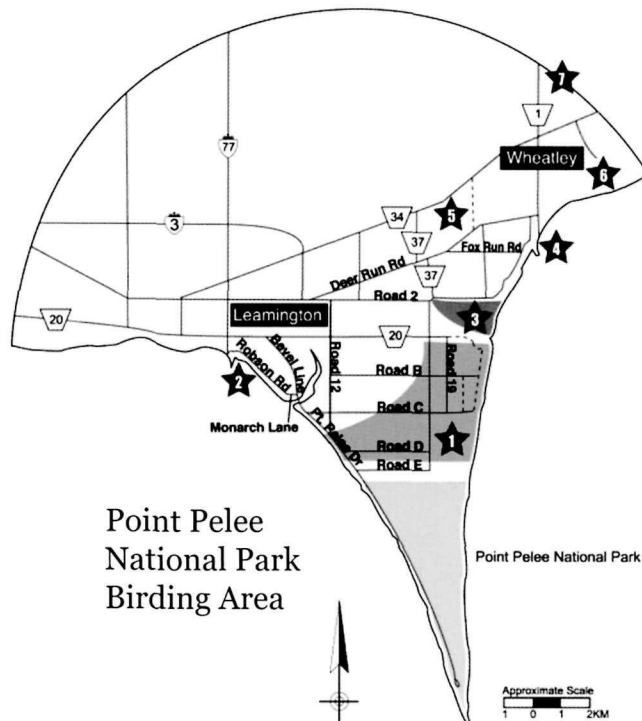 7
1
77
Wheatley
6
34
5
3
37
Fox Run Rd
4
Deer Run Rd
37
Road 2
20
Leamington
3
20
Bevel Line
Robson Rd
Road 12
Road B
Road 19
2
Road C
Monarch Lane
Pt. Pelee Dr
1
Road D
Road E
Point Pelee
National Park
Birding Area
Point Pelee National Park
Approximate Scale
1 0 1 2KM